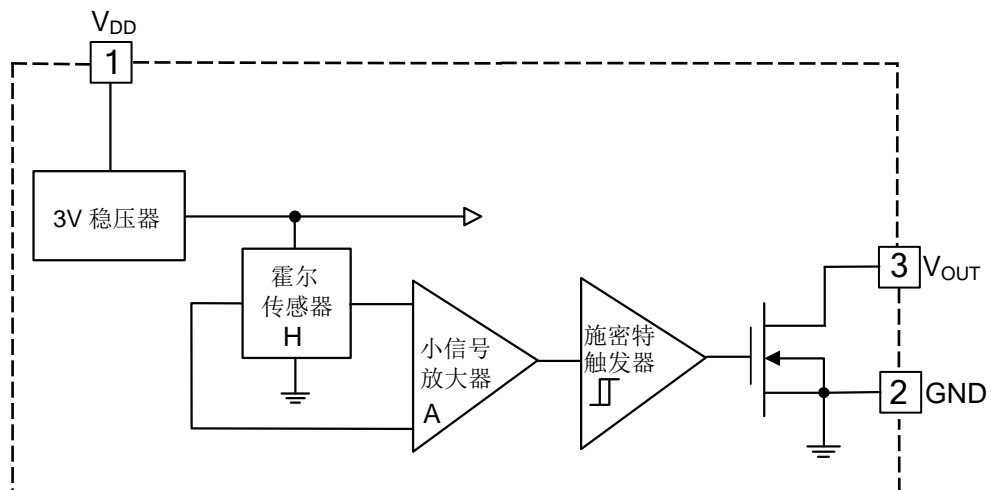 VDD
1
3V 稳压器
霍尔
传感器
H
小信号
放大器
A
施密特
触发器
3 VOUT
2 GND